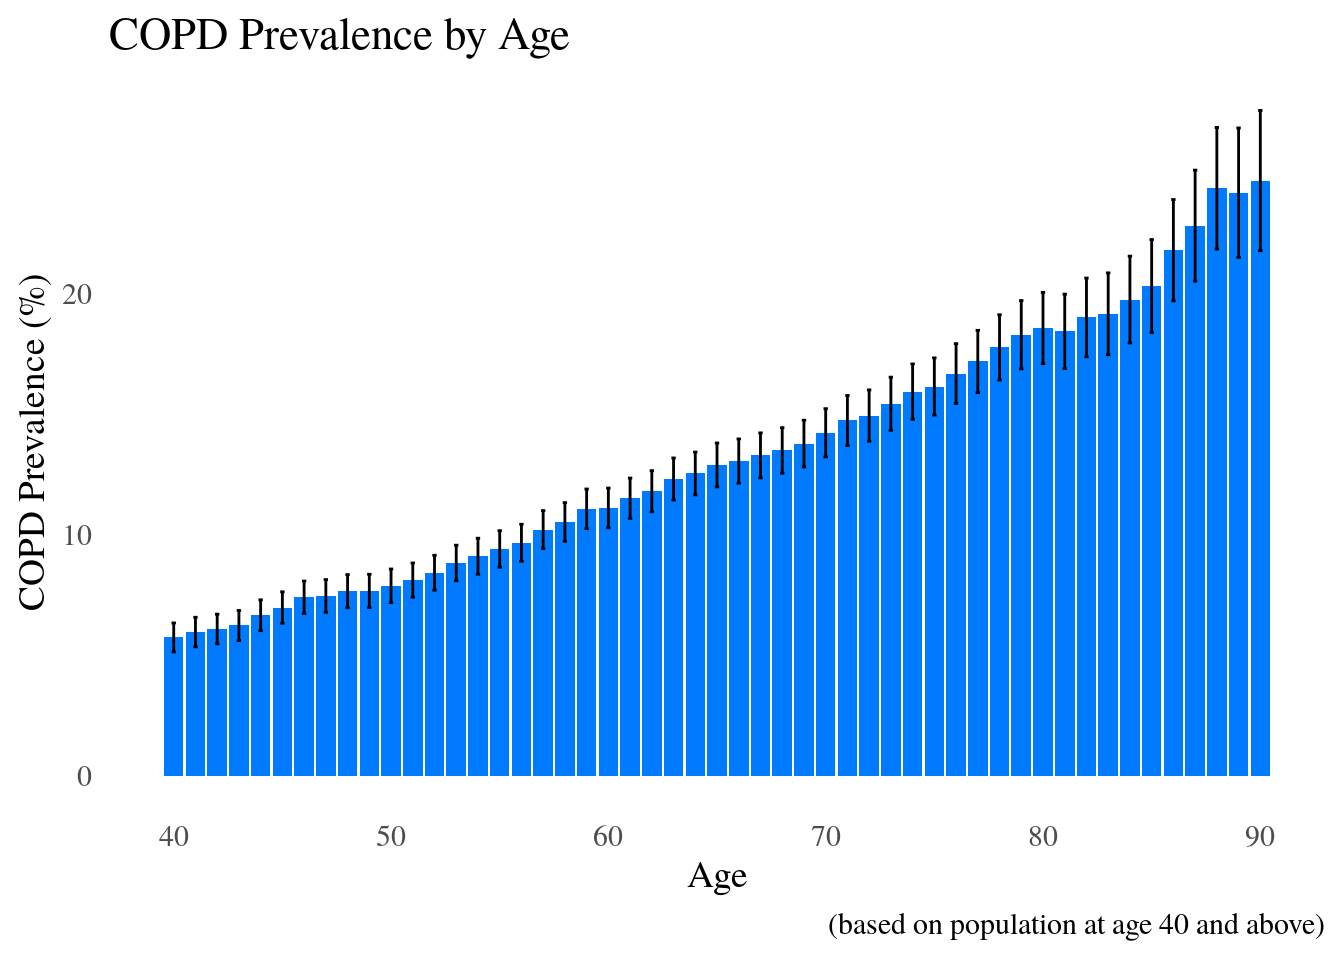 COPD Prevalence by Age
COPD Prevalence (%)
20
10
0
40 50 60 70 80 90
Age
(based on population at age 40 and above)